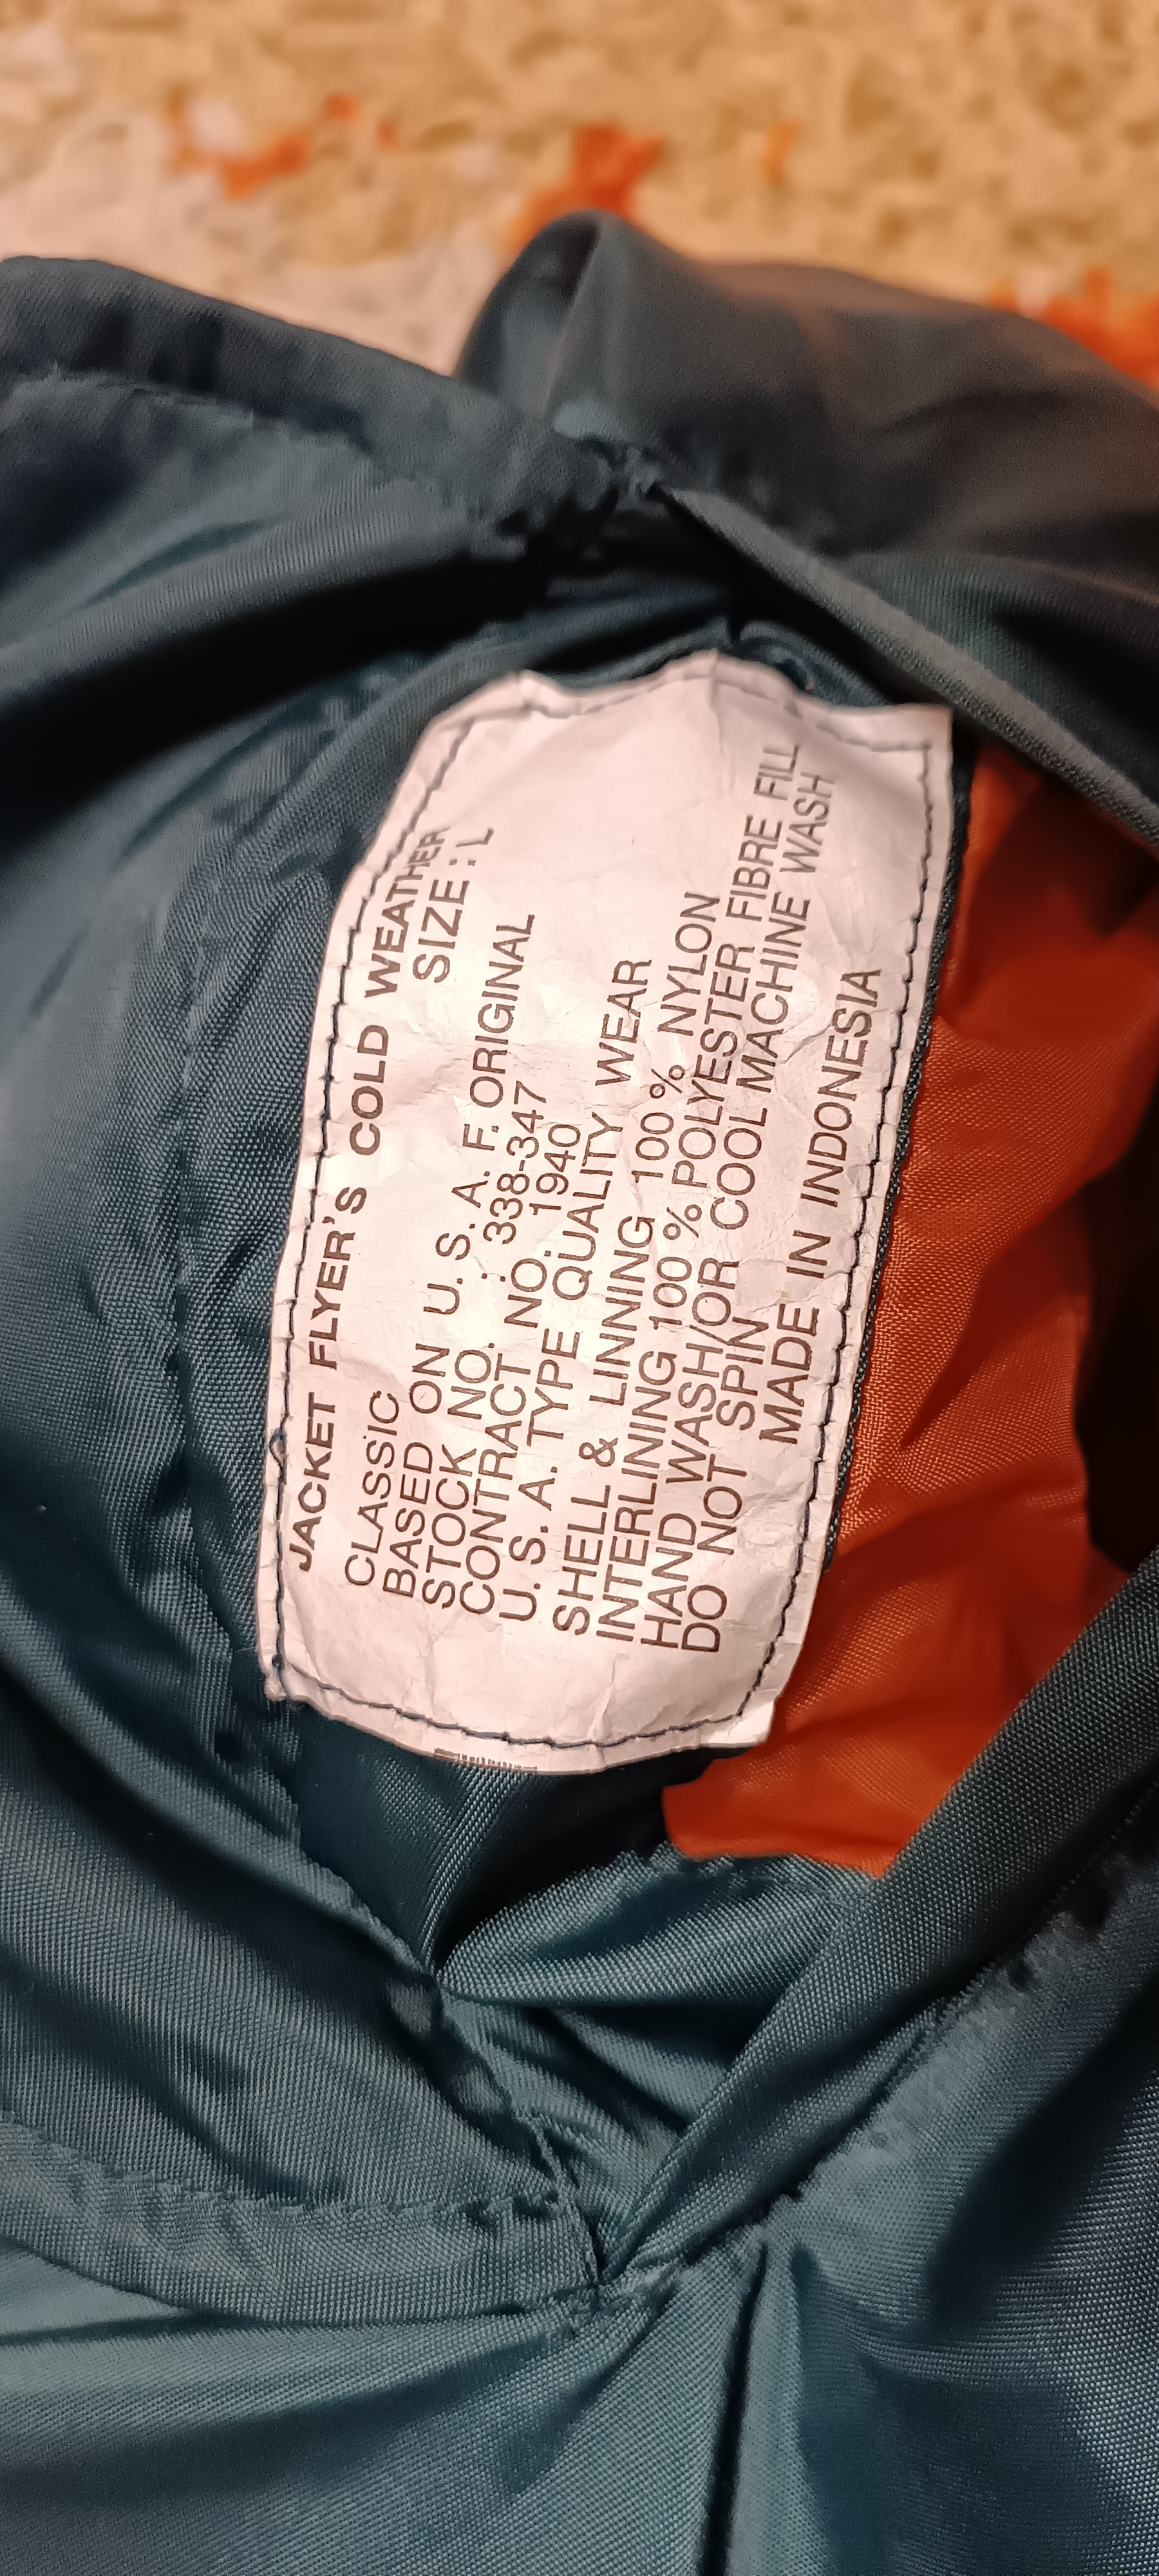 JACKET FLYER'S COLD WEATHER
SIZE : L
CLASSIC
BASED ON U. S. A. F. ORIGINAL
STOCK NO. : 338-347
CONTRACT NO. 1940
U. S. A. TYPE QUALITY WEAR
SHELL & LINNING 100 % NYLON
INTERLINING 100 % POLYESTER FIBRE FILL
HAND WASH/OR COOL MACHINE WASH
DO NOT SPIN
MADE IN INDONESIA